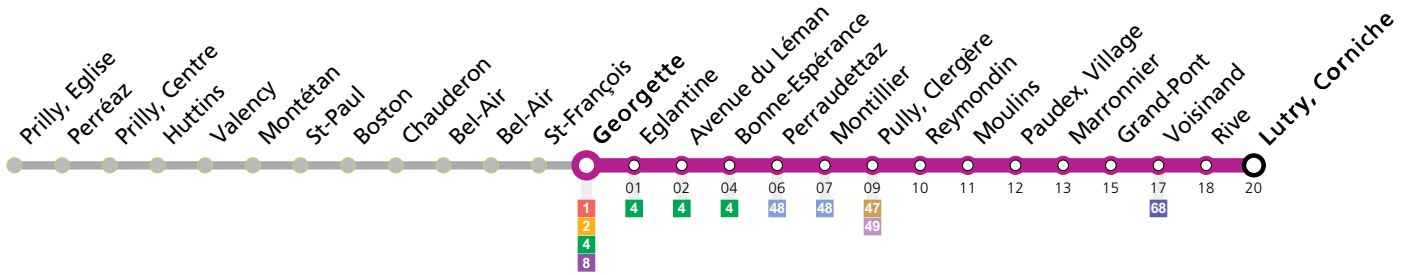 Prilly, Eglise
Perréaz
Prilly, Centre
Huttins
Valency
Montétan
St-Paul
Boston
Chauderon
Bel-Air
Bel-Air
St-François
Georgette
Eglantine
Avenue du Léman
Bonne-Espérance
Perraudettaz
Montillier
Pully, Clergère
Reymondin
Moulins
Paudex, Village
Marronnier
Grand-Pont
Voisinand
Rive
Lutry, Corniche
01 02 04 06 07 09 10 11 12 13 15 17 18 20
1 4 4 4 48 48 47 68
2 49
4
8